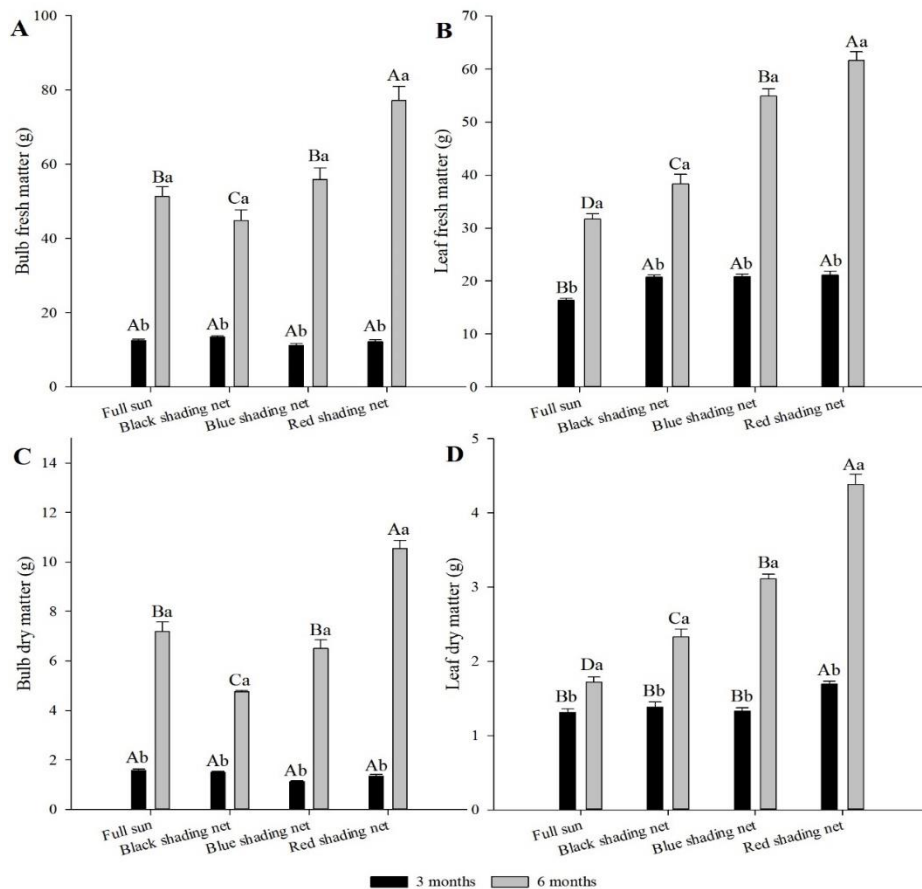 A
Bulb fresh matter (g)
100
80
60
40
20
0
Ab
Ba
Ab
Ca
Ab
Ba
Ab
Aa
Full sun
Black shading net
Blue shading net
Red shading net
B
Leaf fresh matter (g)
70
60
50
40
30
20
10
0
Bb
Da
Ab
Ca
Ab
Ba
Ab
Aa
Full sun
Black shading net
Blue shading net
Red shading net
C
Bulb dry matter (g)
14
12
10
8
6
4
2
0
Ab
Ba
Ab
Ca
Ab
Ba
Ab
Aa
Full sun
Black shading net
Blue shading net
Red shading net
D
Leaf dry matter (g)
5
4
3
2
1
0
Bb
Da
Bb
Ca
Bb
Ba
Ab
Aa
Full sun
Black shading net
Blue shading net
Red shading net
3 months
6 months